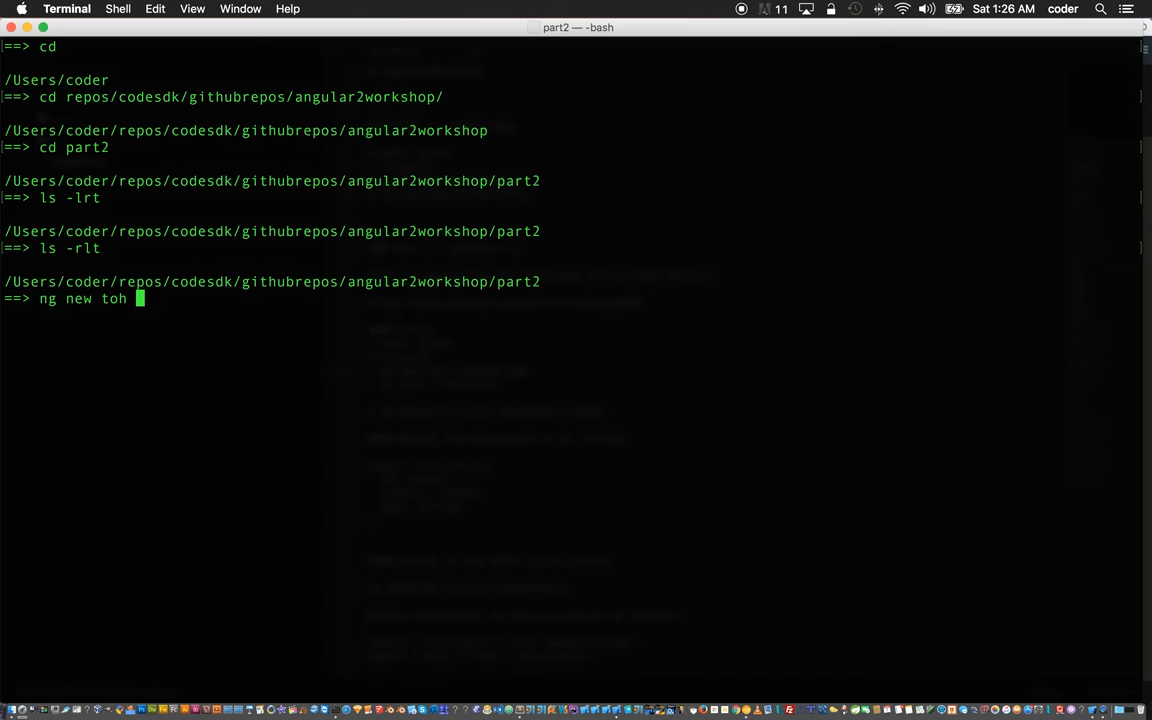 Terminal Shell Edit View Window Help 11 Sat 1:26 AM coder
part2 — -bash
[==> cd
/Users/coder
[==> cd repos/codesdk/githubrepos/angular2workshop/
/Users/coder/repos/codesdk/githubrepos/angular2workshop
[==> cd part2
/Users/coder/repos/codesdk/githubrepos/angular2workshop/part2
[==> ls -lrt
/Users/coder/repos/codesdk/githubrepos/angular2workshop/part2
[==> ls -rlt
/Users/coder/repos/codesdk/githubrepos/angular2workshop/part2
==> ng new toh